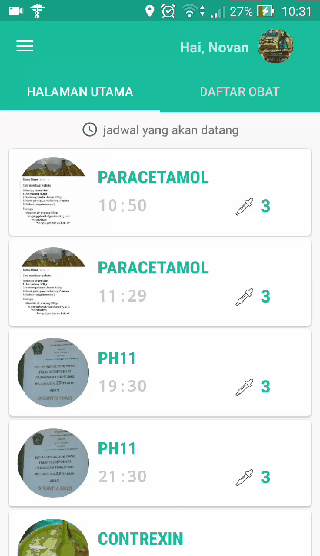 27% 10:31
Hai, Novan
HALAMAN UTAMA DAFTAR OBAT
jadwal yang akan datang
PARACETAMOL
10:50 3
PARACETAMOL
11:29 3
PH11
19:30 3
PH11
21:30 3
CONTREXIN